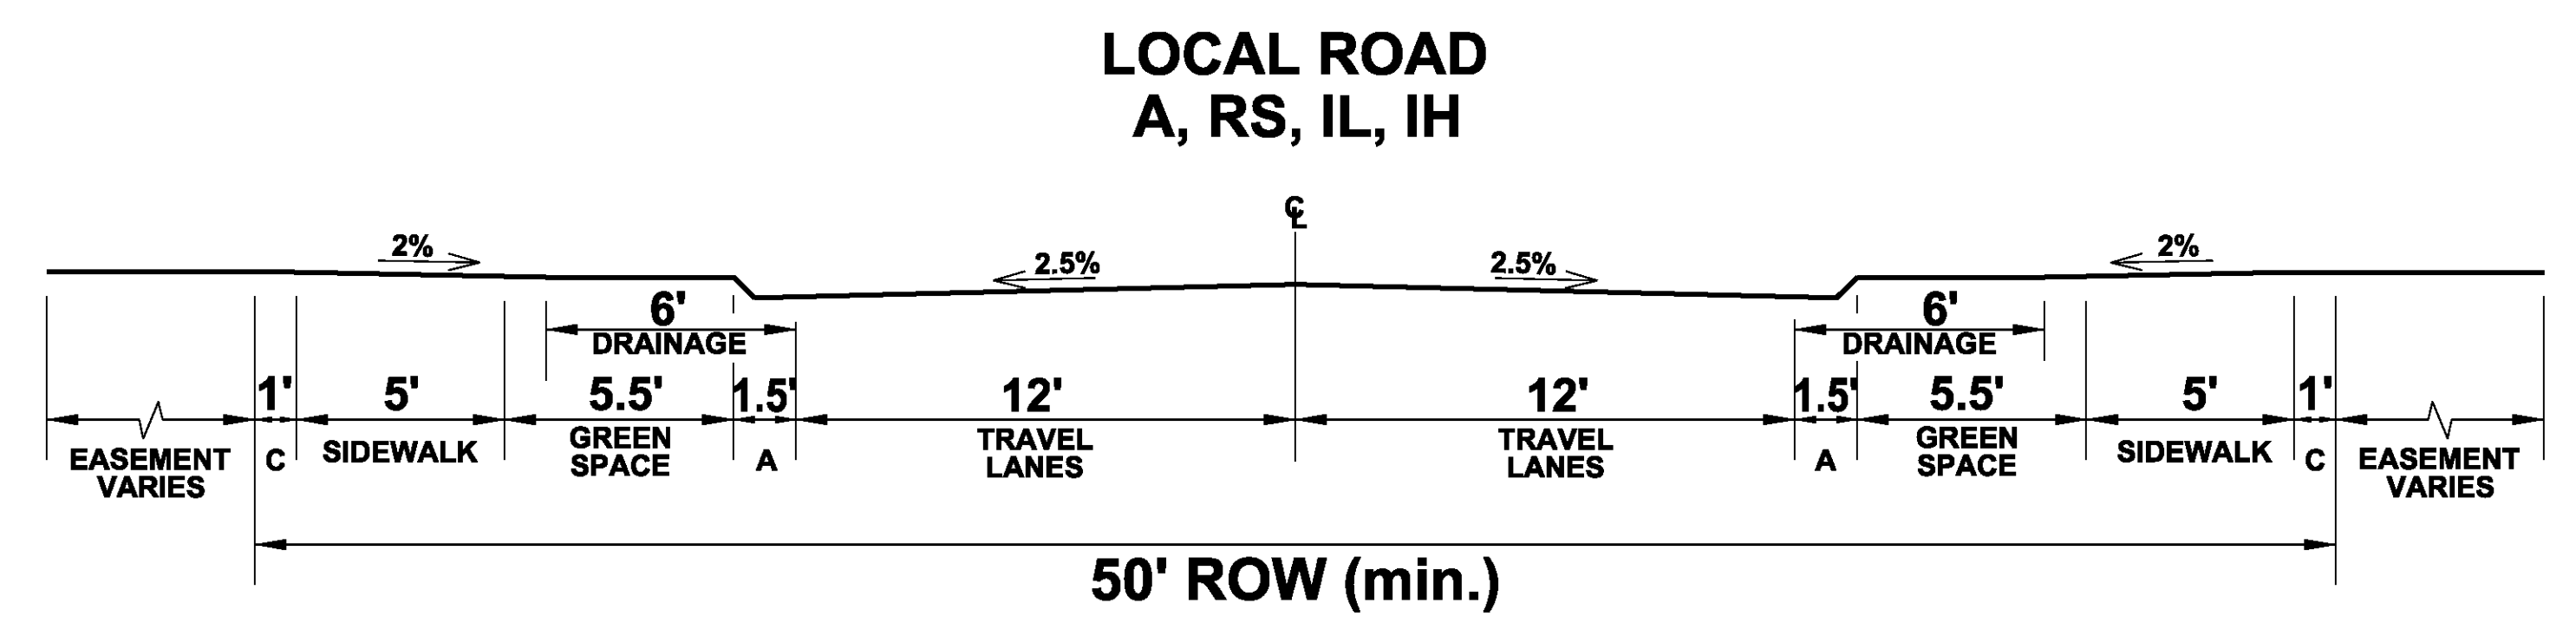 LOCAL ROAD
A, RS, IL, IH
CL
2%
2.5%
2.5%
2%
6'
DRAINAGE
6'
DRAINAGE
1'
5'
5.5'
1.5'
12'
12'
1.5'
5.5'
5'
1'
EASEMENT
VARIES
C
SIDEWALK
GREEN
SPACE
A
TRAVEL
LANES
TRAVEL
LANES
A
GREEN
SPACE
SIDEWALK
C
EASEMENT
VARIES
50' ROW (min.)